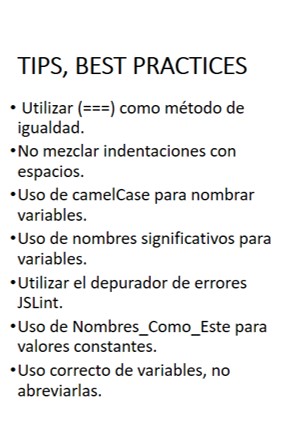 TIPS, BEST PRACTICES
• Utilizar (===) como método de
igualdad.
•No mezclar indentaciones con
espacios.
•Uso de camelCase para nombrar
variables.
•Uso de nombres significativos para
variables.
•Utilizar el depurador de errores
JSLint.
•Uso de Nombres_Como_Este para
valores constantes.
•Uso correcto de variables, no
abreviarlas.